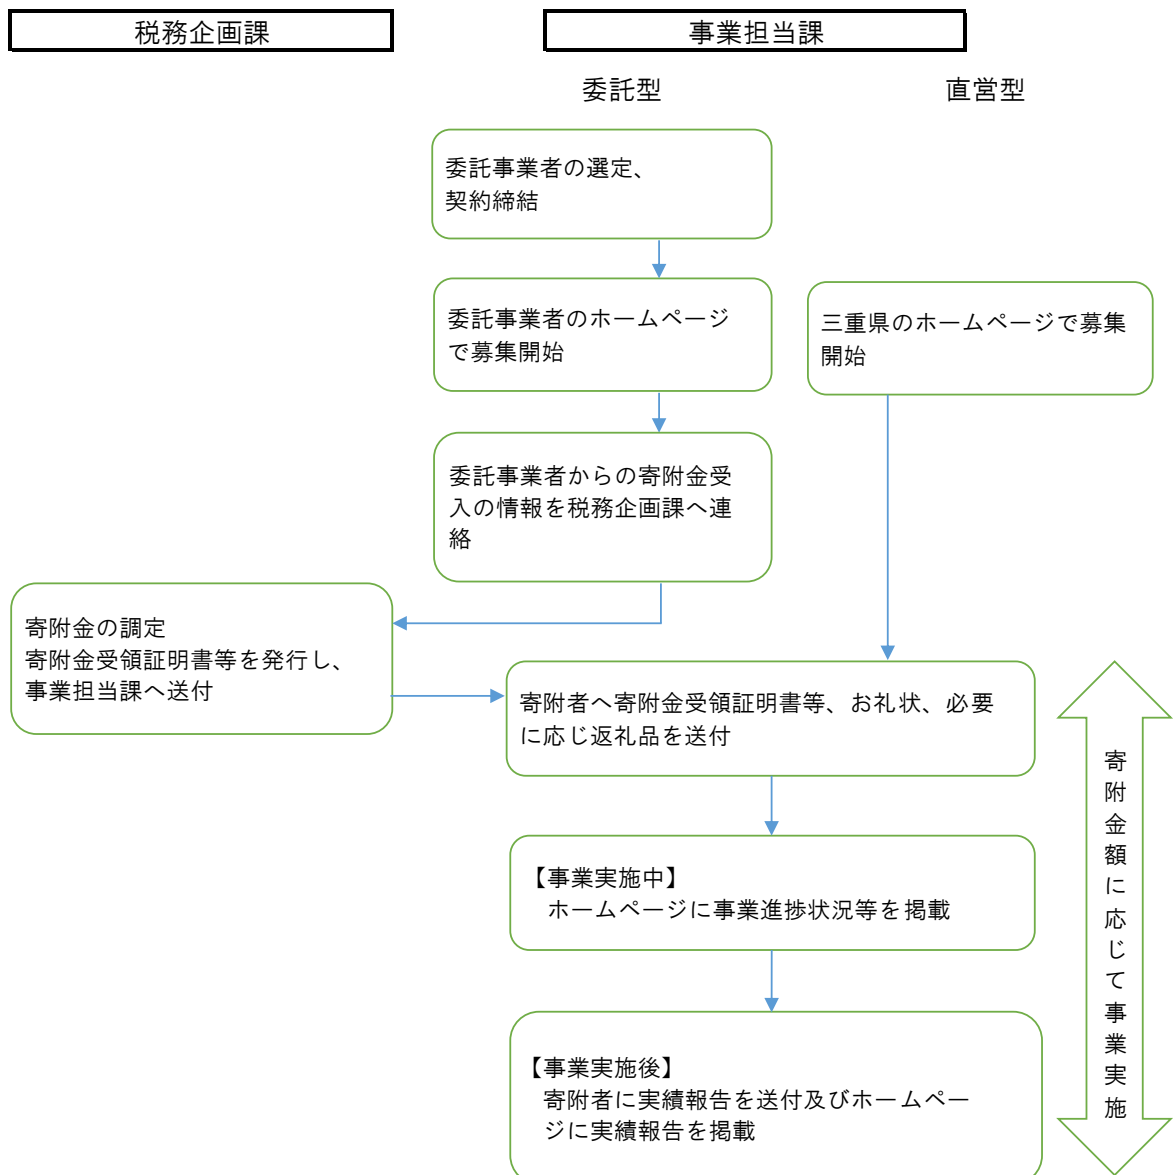 税務企画課
事業担当課
委託型
直営型
委託事業者の選定、
契約締結
委託事業者のホームページ
で募集開始
三重県のホームページで募集
開始
委託事業者からの寄附金受
入の情報を税務企画課へ連
絡
寄附金の調定
寄附金受領証明書等を発行し、
事業担当課へ送付
寄附者へ寄附金受領証明書等、お礼状、必要
に応じ返礼品を送付
【事業実施中】
ホームページに事業進捗状況等を掲載
【事業実施後】
寄附者に実績報告を送付及びホームペー
ジに実績報告を掲載
寄附金額に応じて事業実施